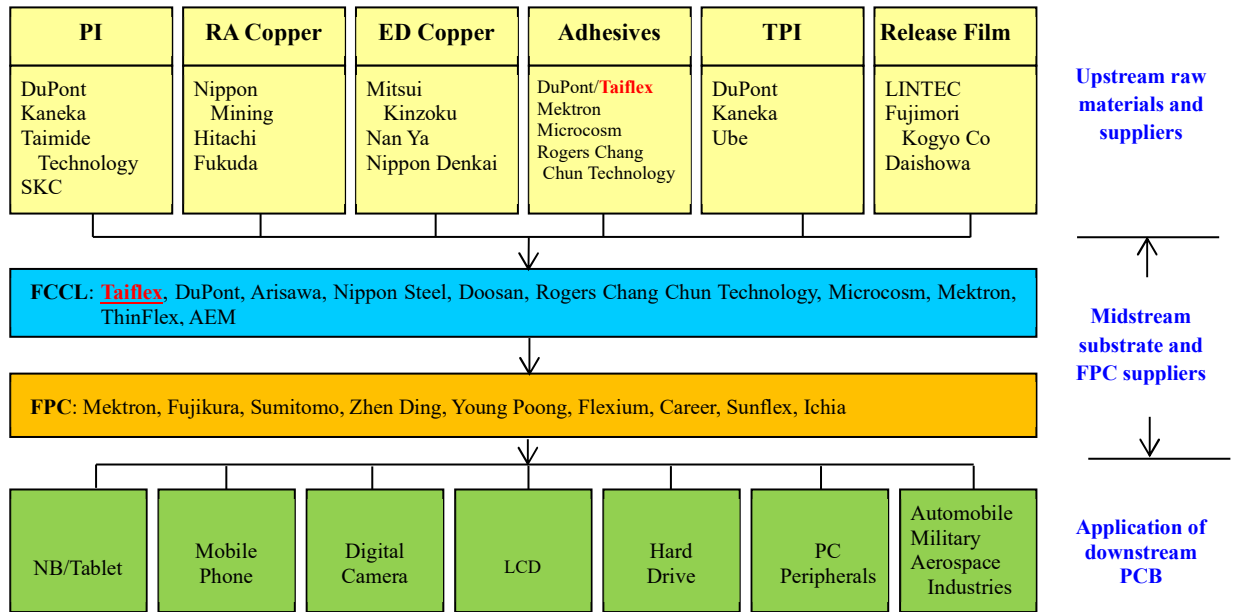 PI
DuPont
Kaneka
Taimide
Technology
SKC
RA Copper
Nippon
Mining
Hitachi
Fukuda
ED Copper
Mitsui
Kinzoku
Nan Ya
Nippon Denkai
Adhesives
DuPont/Taiflex
Mektron
Microcosm
Rogers Chang
Chun Technology
TPI
DuPont
Kaneka
Ube
Release Film
LINTEC
Fujimori
Kogyo Co
Daishowa
Upstream raw
materials and
suppliers
FCCL: Taiflex, DuPont, Arisawa, Nippon Steel, Doosan, Rogers Chang Chun Technology, Microcosm, Mektron,
ThinFlex, AEM
FPC: Mektron, Fujikura, Sumitomo, Zhen Ding, Young Poong, Flexium, Career, Sunflex, Ichia
Midstream
substrate and
FPC suppliers
NB/Tablet
Mobile
Phone
Digital
Camera
LCD
Hard
Drive
PC
Peripherals
Automobile
Military
Aerospace
Industries
Application of
downstream
PCB